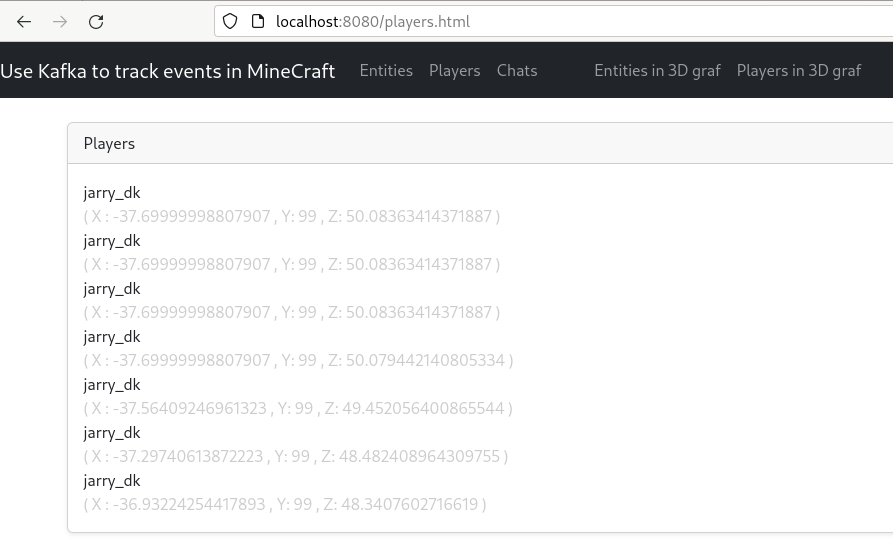 localhost:8080/players.html
Use Kafka to track events in MineCraft Entities Players Chats Entities in 3D graf Players in 3D graf
Players
jarry_dk
( X : -37.69999998807907 , Y: 99 , Z: 50.08363414371887 )
jarry_dk
( X : -37.69999998807907 , Y: 99 , Z: 50.08363414371887 )
jarry_dk
( X : -37.69999998807907 , Y: 99 , Z: 50.08363414371887 )
jarry_dk
( X : -37.69999998807907 , Y: 99 , Z: 50.079442140805334 )
jarry_dk
( X : -37.56409246961323 , Y: 99 , Z: 49.452056400865544 )
jarry_dk
( X : -37.29740613872223 , Y: 99 , Z: 48.482408964309755 )
jarry_dk
( X : -36.93224254417893 , Y: 99 , Z: 48.3407602716619 )